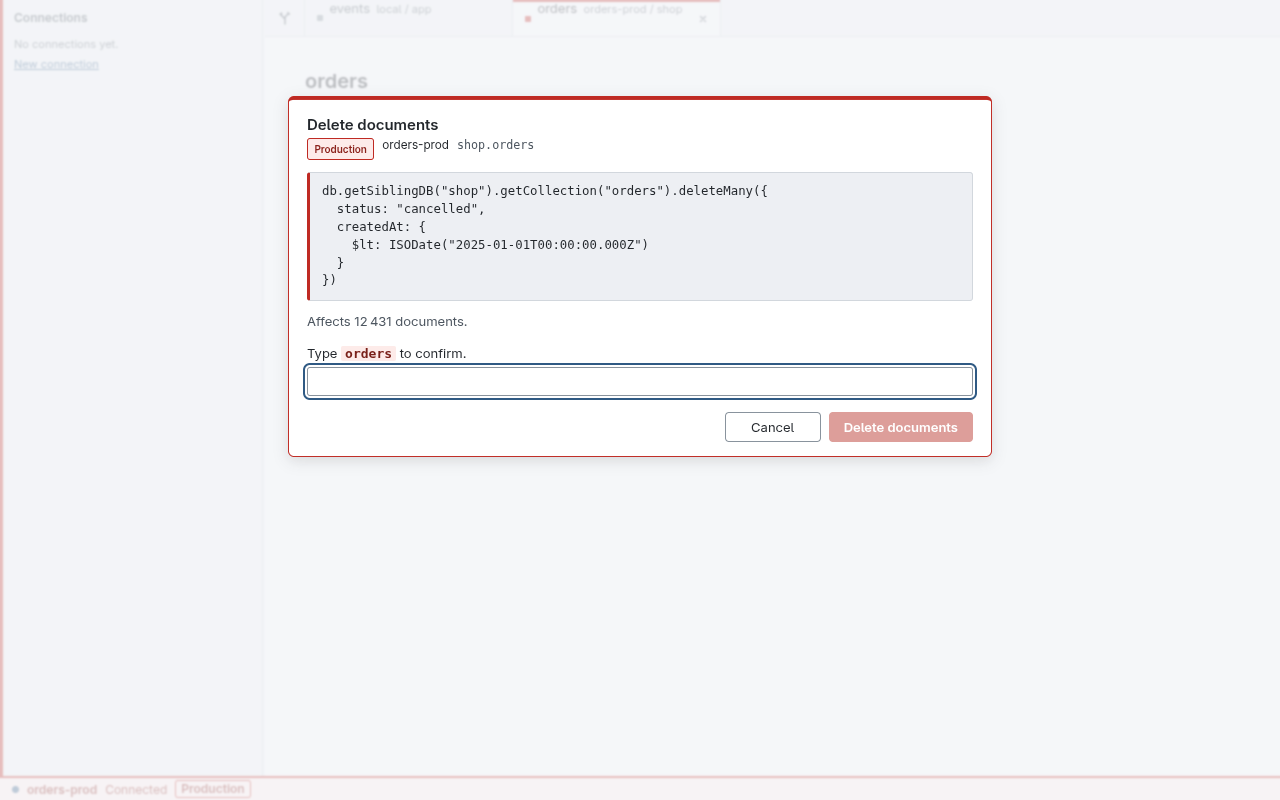 Connections
No connections yet.
New connection
events local / app
orders orders-prod / shop
orders
Delete documents
Production orders-prod shop.orders
db.getSiblingDB("shop").getCollection("orders").deleteMany({
  status: "cancelled",
  createdAt: {
    $lt: ISODate("2025-01-01T00:00:00.000Z")
  }
})
Affects 12 431 documents.
Type orders to confirm.
Cancel Delete documents
orders-prod Connected Production